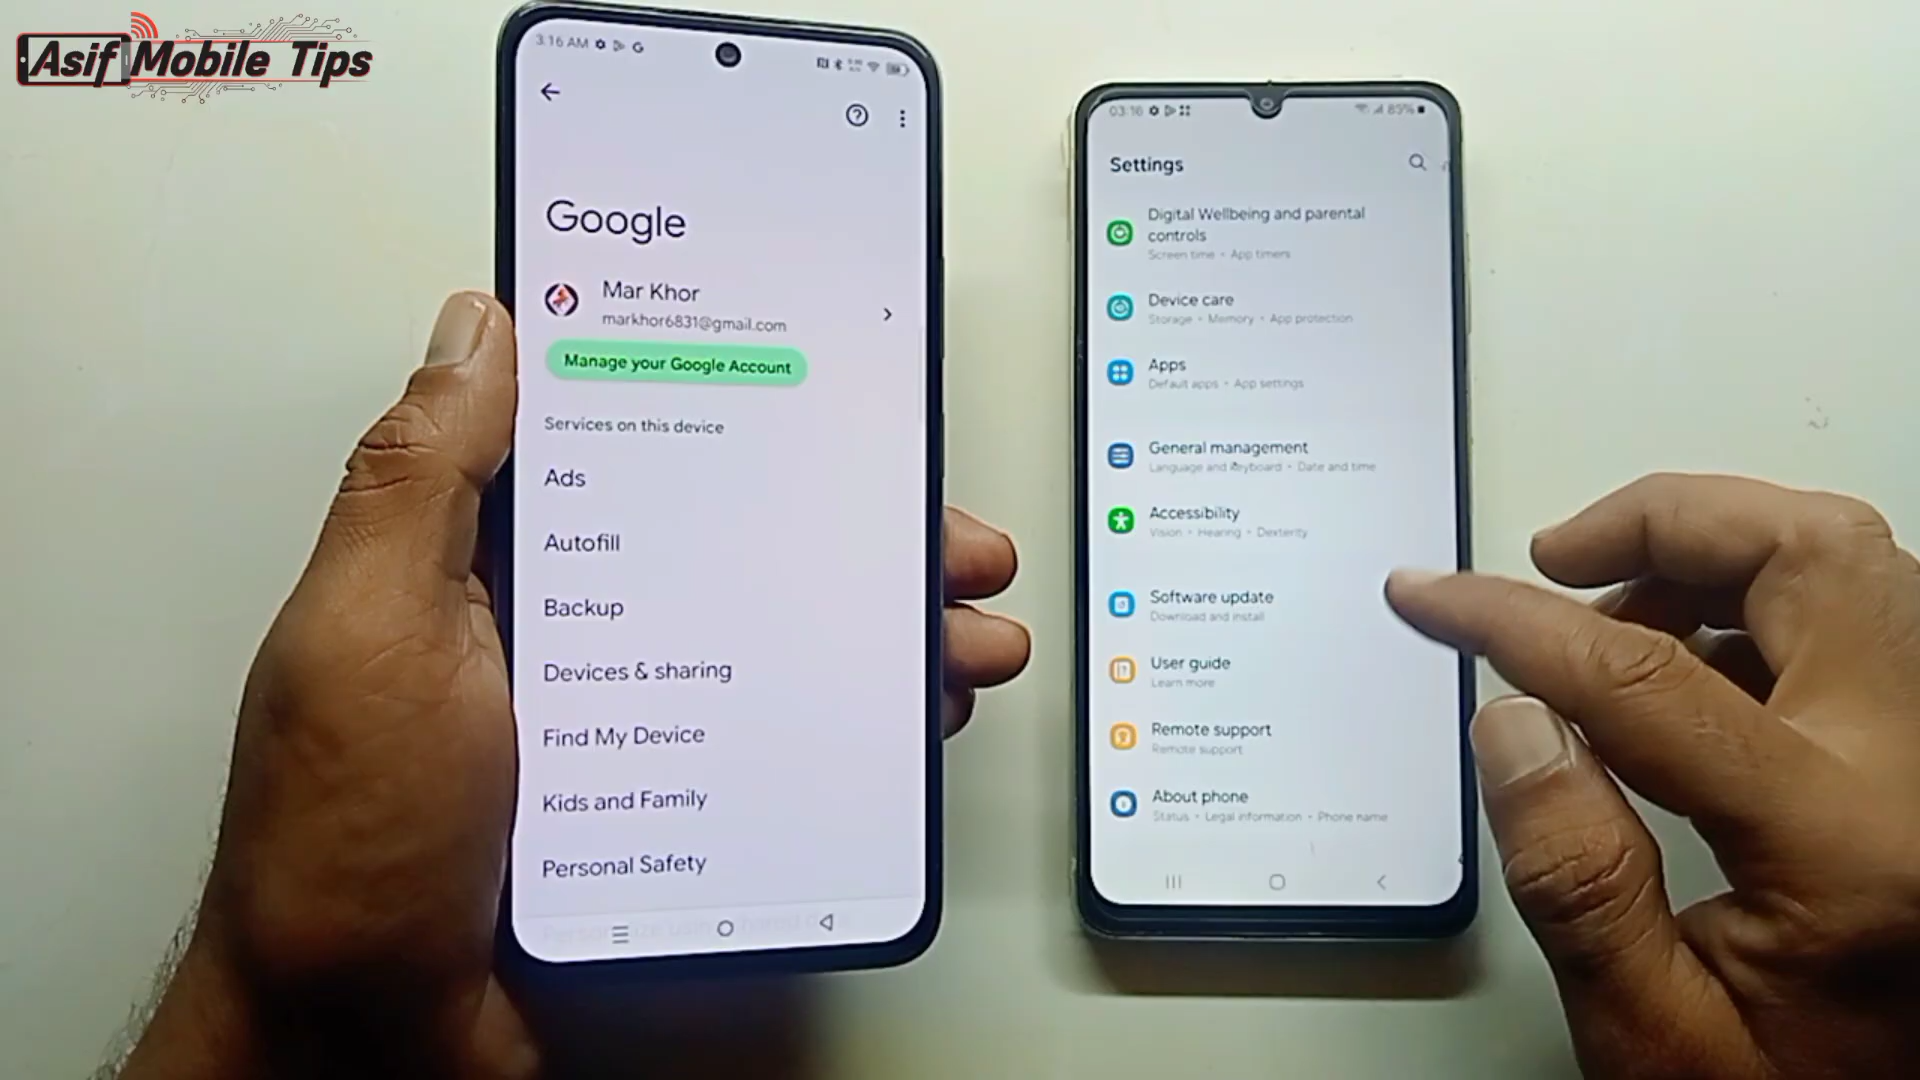 Asif Mobile Tips
3:16 AM
Google
Mar Khor
markhor6831@gmail.com
Manage your Google Account
Services on this device
Ads
Autofill
Backup
Devices & sharing
Find My Device
Kids and Family
Personal Safety
03:16
85%
Settings
Digital Wellbeing and parental
controls
Screen time • App timers
Device care
Storage • Memory • App protection
Apps
Default apps • App settings
General management
Language and keyboard • Date and time
Accessibility
Vision • Hearing • Dexterity
Software update
Download and install
User guide
Learn more
Remote support
Remote support
About phone
Status • Legal information • Phone name